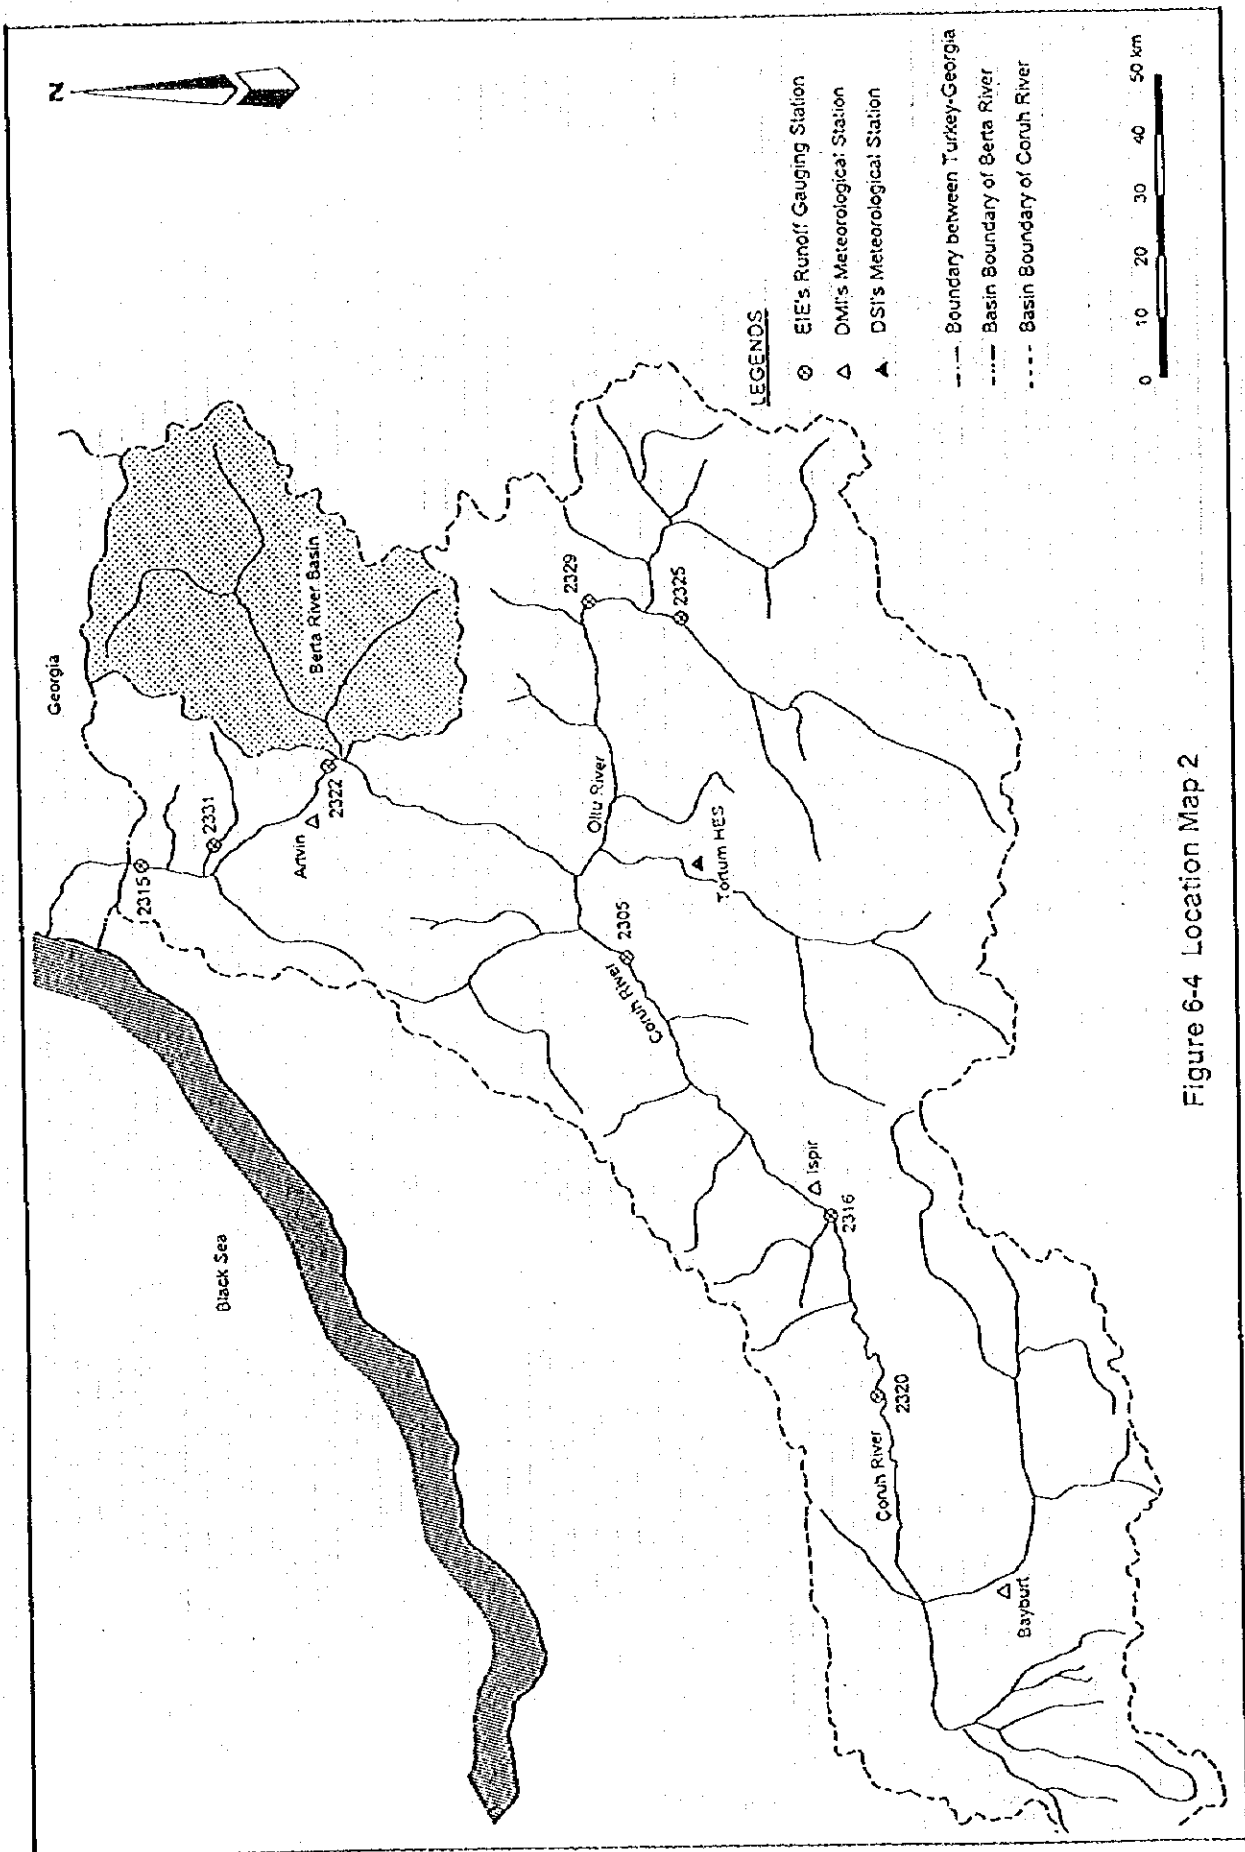 N
Georgia
Black Sea
Berta River Basin
2315
2331
Artvin
2322
2329
2325
Oltu River
Tortum HES
2305
Coruh River
Ispir
2316
2320
Coruh River
Bayburt
LEGENDS
EIE's Runoff Gauging Station
DMI's Meteorological Station
DSI's Meteorological Station
Boundary between Turkey-Georgia
Basin Boundary of Berta River
Basin Boundary of Coruh River
0 10 20 30 40 50 km
Figure 6-4 Location Map 2